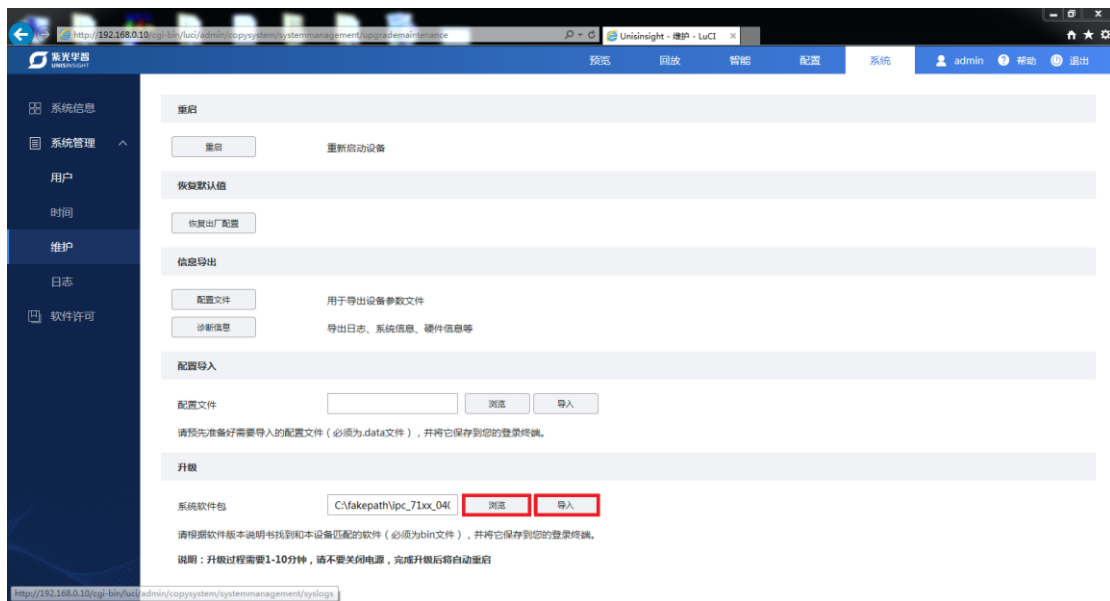 http://192.168.0.10/cgi-bin/luci/admin/copysystem/systemmanagement/upgrademaintenance
Unisinsight - 维护 - LuCI
紫光华智
UNISINSIGHT
预览 回放 智能 配置 系统 admin 帮助 退出
系统信息
系统管理
用户
时间
维护
日志
软件许可
重启
重启 重新启动设备
恢复默认值
恢复出厂配置
信息导出
配置文件 用于导出设备参数文件
诊断信息 导出日志、系统信息、硬件信息等
配置导入
配置文件 浏览 导入
请预先准备好需要导入的配置文件（必须为.data文件），并将它保存到您的登录终端。
升级
系统软件包 C:\fakepath\ipc_71xx_04( 浏览 导入
请根据软件版本说明书找到和本设备匹配的软件（必须为bin文件），并将它保存到您的登录终端。
说明：升级过程需要1-10分钟，请不要关闭电源，完成升级后将自动重启
http://192.168.0.10/cgi-bin/luci/admin/copysystem/systemmanagement/syslogs